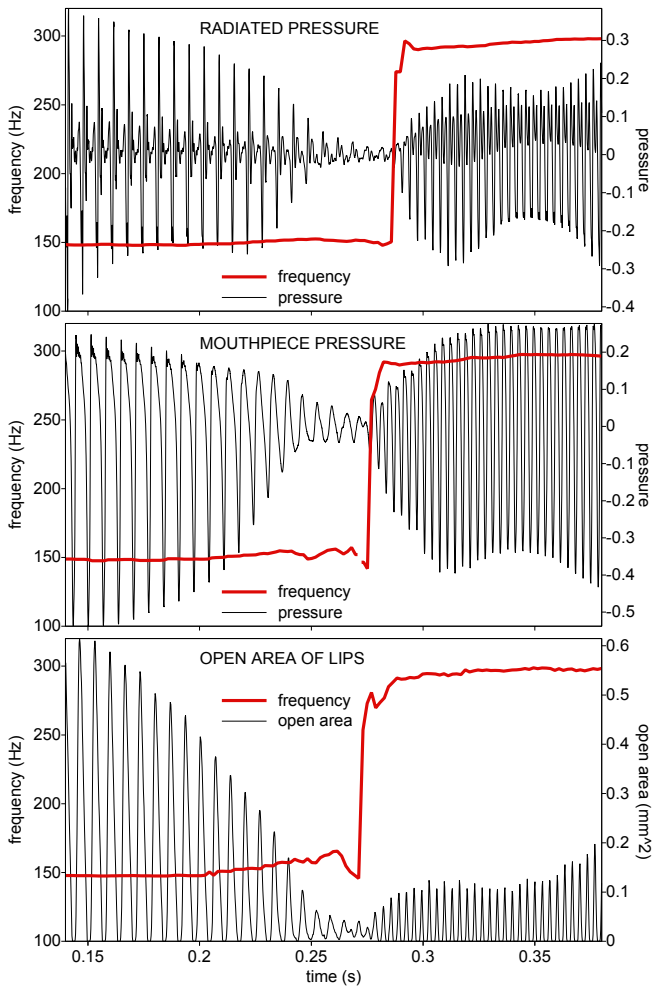 RADIATED PRESSURE
300
250
200
150
100
frequency (Hz)
0.3
0.2
0.1
0
-0.1
-0.2
-0.3
-0.4
pressure
frequency
pressure
MOUTHPIECE PRESSURE
300
250
200
150
100
frequency (Hz)
0.2
0.1
0
-0.1
-0.2
-0.3
-0.4
-0.5
pressure
frequency
pressure
OPEN AREA OF LIPS
frequency
open area
300
250
200
150
100
frequency (Hz)
0.6
0.5
0.4
0.3
0.2
0.1
0
open area (mm^2)
0.15 0.2 0.25 0.3 0.35
time (s)